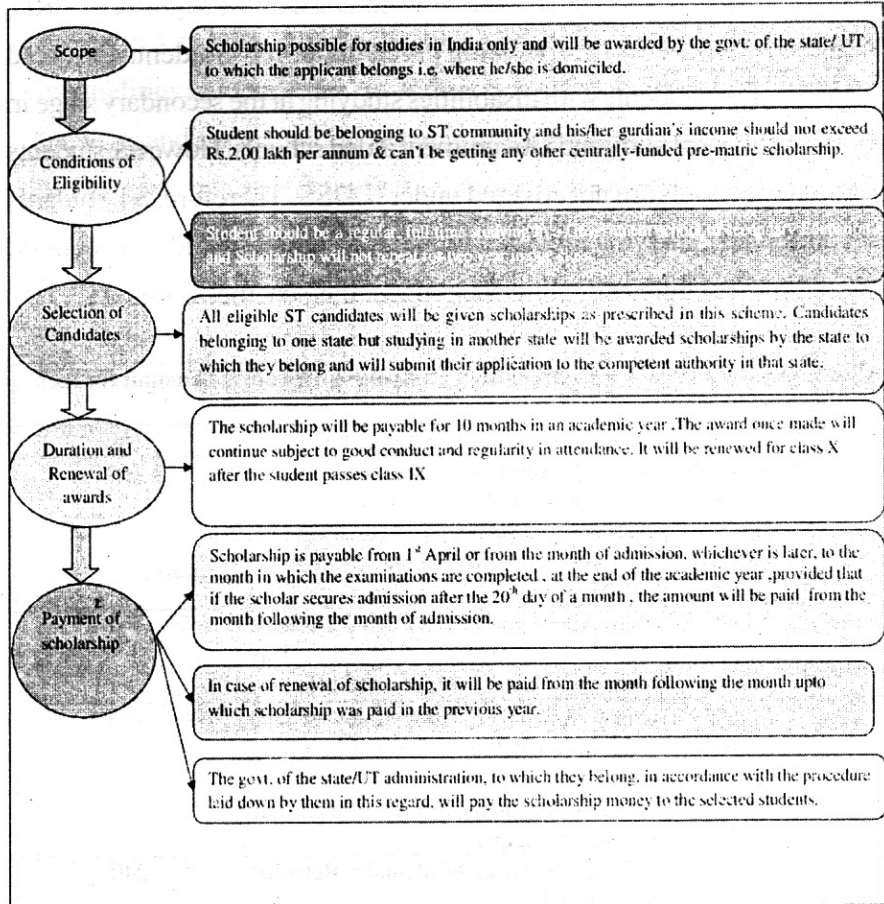 Scope
Scholarship possible for studies in India only and will be awarded by the govt. of the state/ UT
to which the applicant belongs i.e, where he/she is domiciled.
Conditions of
Eligibility
Student should be belonging to ST community and his/her gurdian's income should not exceed
Rs.2.00 lakh per annum & can't be getting any other centrally-funded pre-matric scholarship.
Student should be a regular, full time
and Scholarship will not repeat for
Selection of
Candidates
All eligible ST candidates will be given scholarships as prescribed in this scheme. Candidates
belonging to one state but studying in another state will be awarded scholarships by the state to
which they belong and will submit their application to the competent authority in that state.
Duration and
Renewal of
awards
The scholarship will be payable for 10 months in an academic year .The award once made will
continue subject to good conduct and regularity in attendance. It will be renewed for class X
after the student passes class IX
Payment of
scholarship
Scholarship is payable from 1st April or from the month of admission, whichever is later, to the
month in which the examinations are completed , at the end of the academic year ,provided that
if the scholar secures admission after the 20th day of a month , the amount will be paid from the
month following the month of admission.
In case of renewal of scholarship, it will be paid from the month following the month upto
which scholarship was paid in the previous year.
The govt. of the state/UT administration, to which they belong, in accordance with the procedure
laid down by them in this regard, will pay the scholarship money to the selected students.